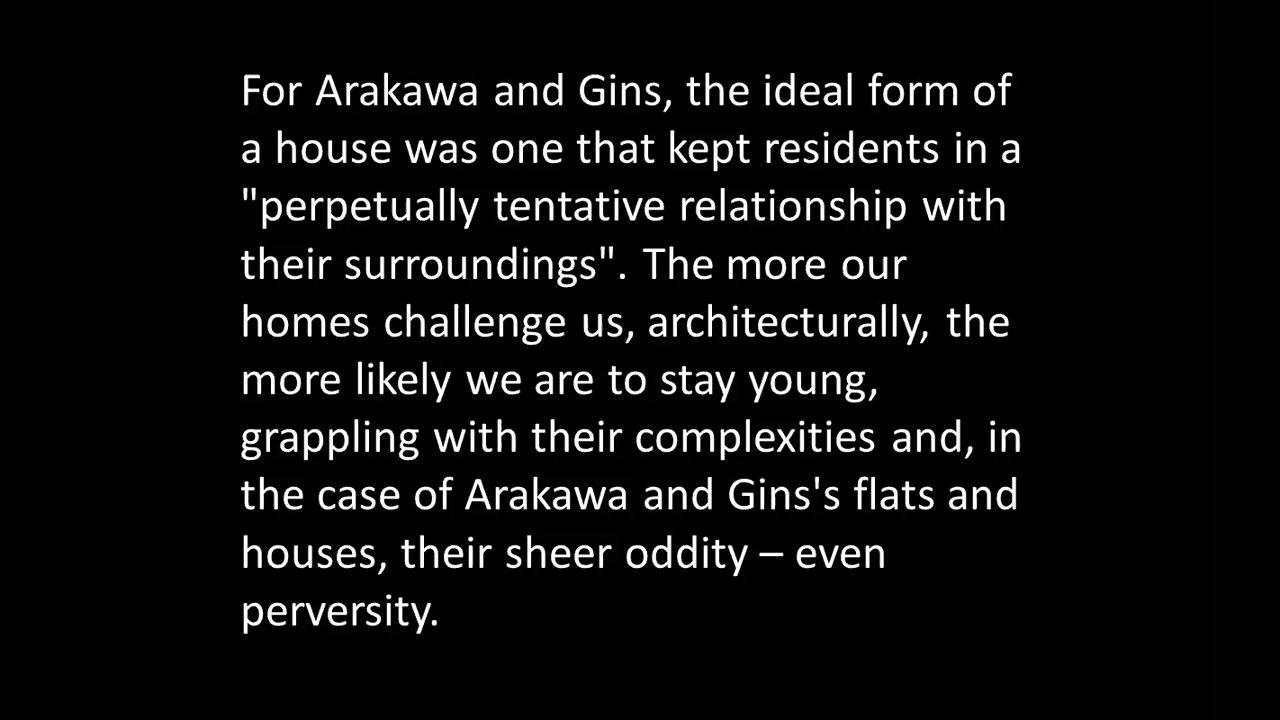 For Arakawa and Gins, the ideal form of
a house was one that kept residents in a
"perpetually tentative relationship with
their surroundings". The more our
homes challenge us, architecturally, the
more likely we are to stay young,
grappling with their complexities and, in
the case of Arakawa and Gins's flats and
houses, their sheer oddity – even
perversity.